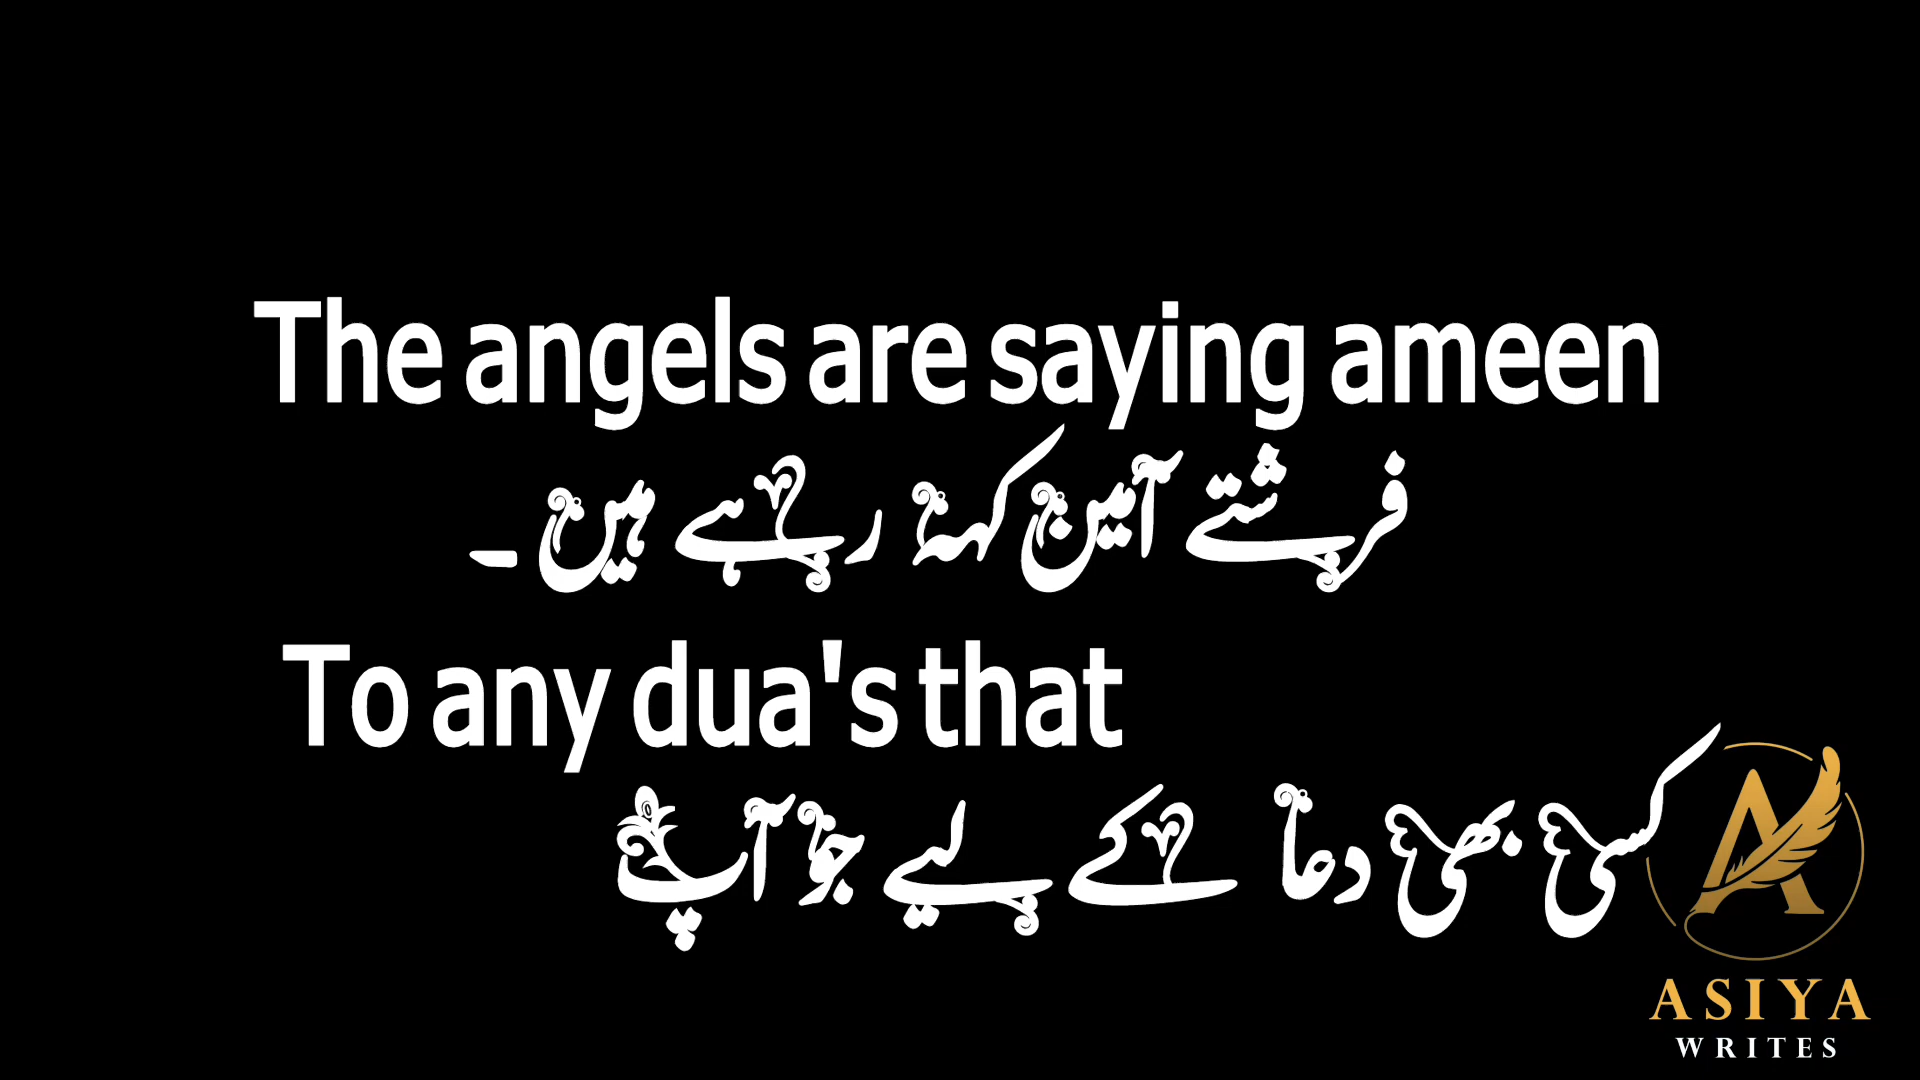 The angels are saying ameen
فرشتے آمین کہہ رہے ہیں ۔
To any dua's that
کسی بھی دعا کے لیے جو آپ
ASIYA
WRITES